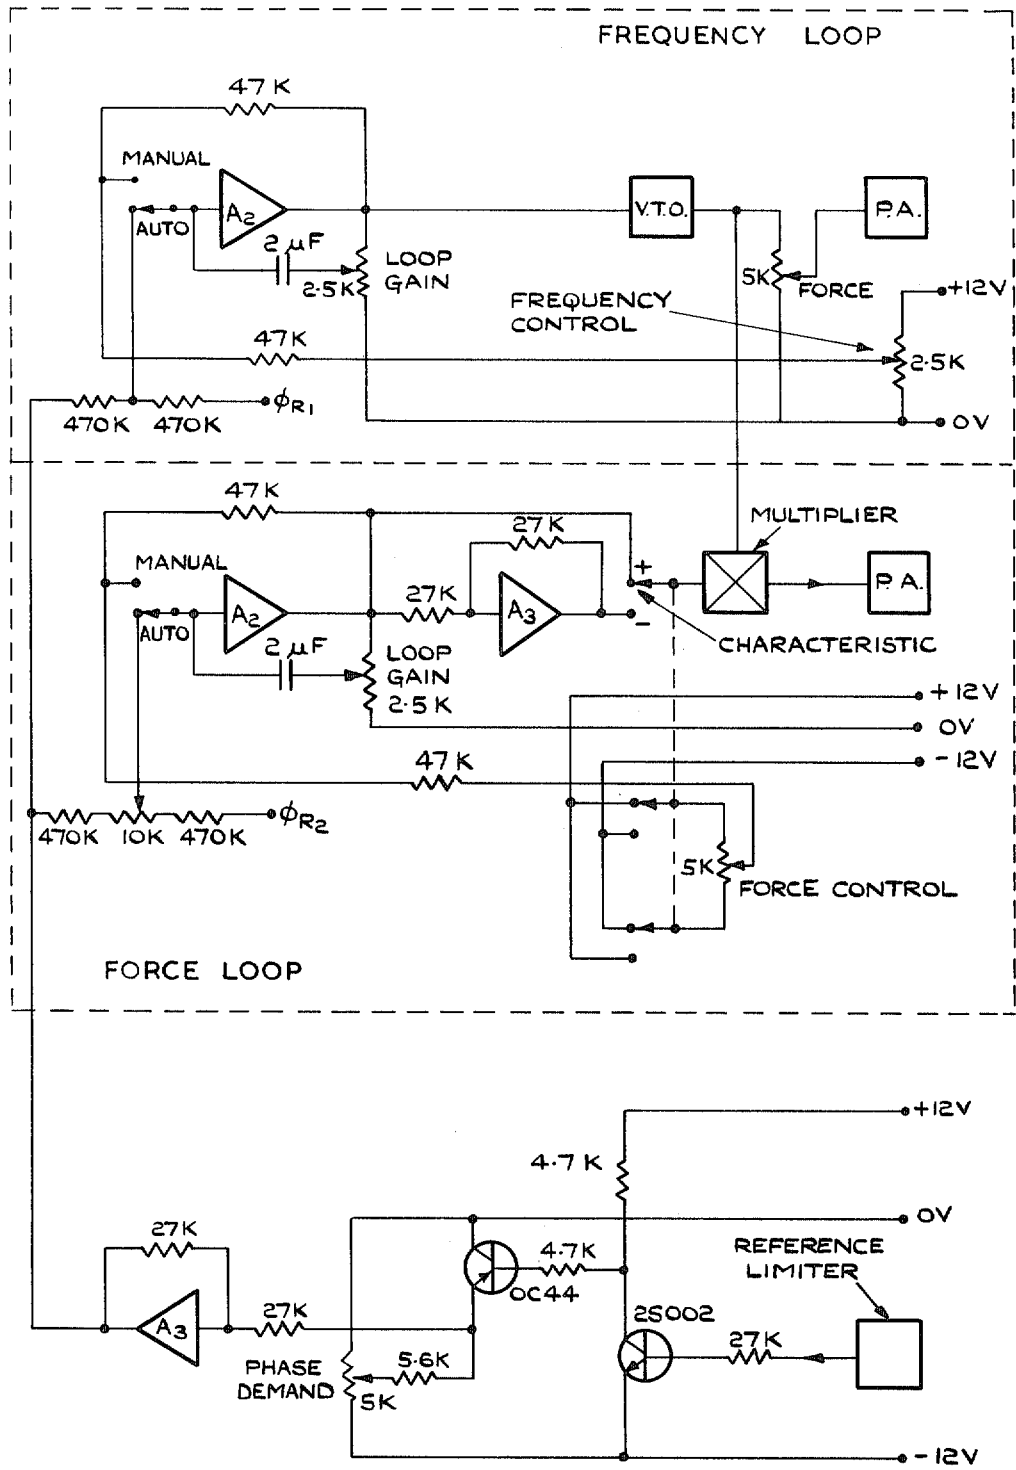 FREQUENCY LOOP
47K
MANUAL
A2
AUTO
2 μF
2.5K
LOOP
GAIN
V.T.O.
P.A.
5K
FORCE
FREQUENCY
CONTROL
+12V
2.5K
47K
470K
470K
φR1
0V
47K
MULTIPLIER
27K
MANUAL
+
P.A.
27K
A2
A3
AUTO
-
2 μF
LOOP
GAIN
2.5K
CHARACTERISTIC
+12V
0V
-12V
47K
470K
10K
470K
φR2
5K
FORCE CONTROL
FORCE LOOP
+12V
4.7K
0V
27K
4.7K
REFERENCE
LIMITER
OC44
A3
27K
2S002
27K
PHASE
DEMAND
5.6K
5K
-12V